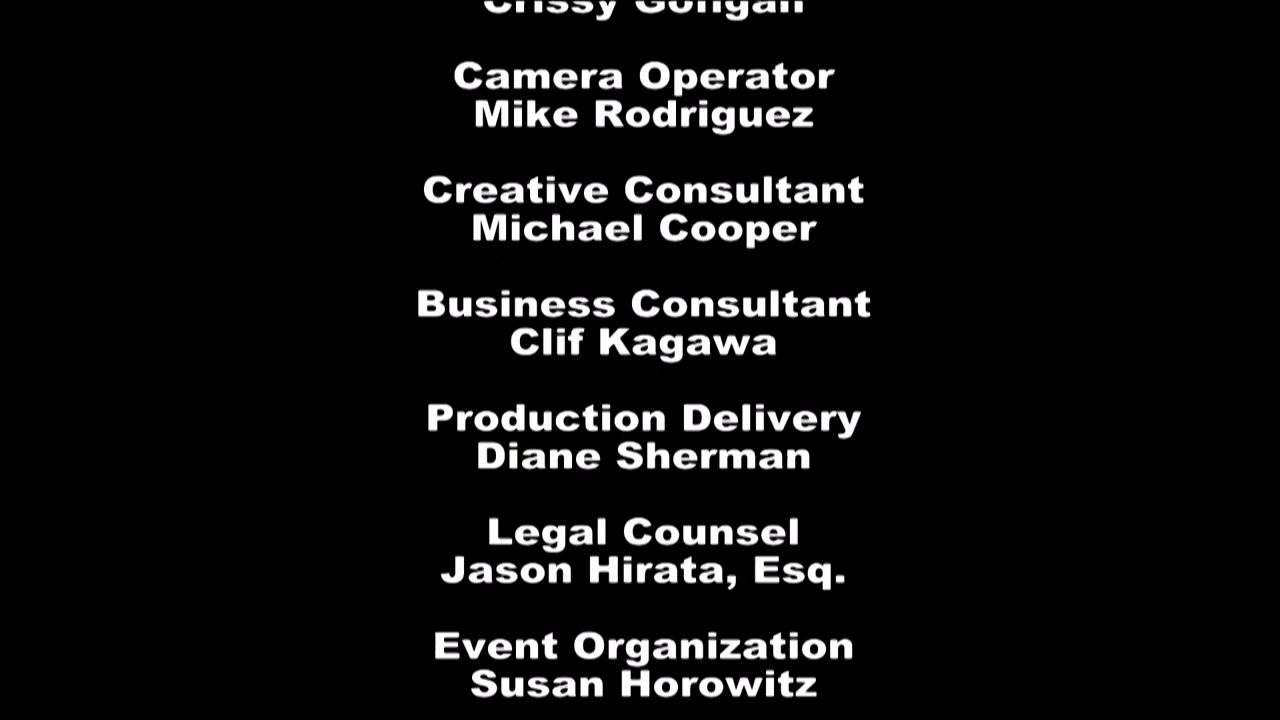 Crissy
Camera Operator
Mike Rodriguez
Creative Consultant
Michael Cooper
Business Consultant
Clif Kagawa
Production Delivery
Diane Sherman
Legal Counsel
Jason Hirata, Esq.
Event Organization
Susan Horowitz